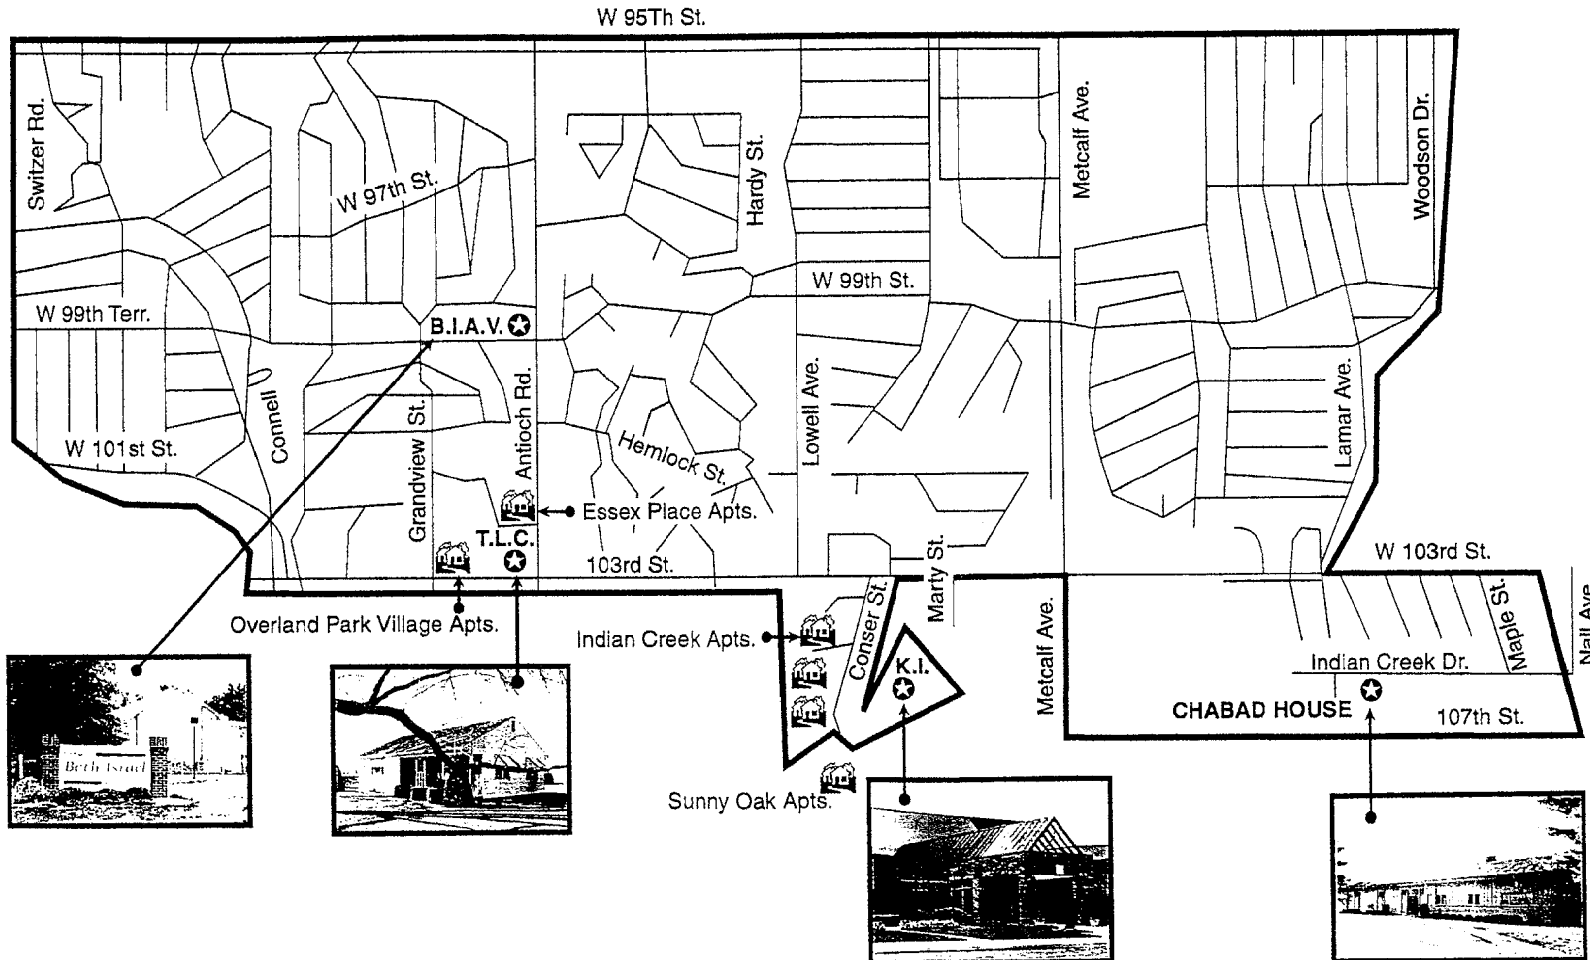 W 95Th St.
Switzer Rd.
W 97th St.
Hardy St.
Metcalf Ave.
Woodson Dr.
W 99th St.
W 99th Terr.
B.I.A.V.
Connell
Grandview St.
Antioch Rd.
Lowell Ave.
Lamar Ave.
W 101st St.
Hemlock St.
Essex Place Apts.
T.L.C.
103rd St.
Marty St.
W 103rd St.
Overland Park Village Apts.
Indian Creek Apts.
Conser St.
K.I.
Metcalf Ave.
Maple St.
Nall Ave.
Indian Creek Dr.
CHABAD HOUSE
107th St.
Sunny Oak Apts.
Beth Israel